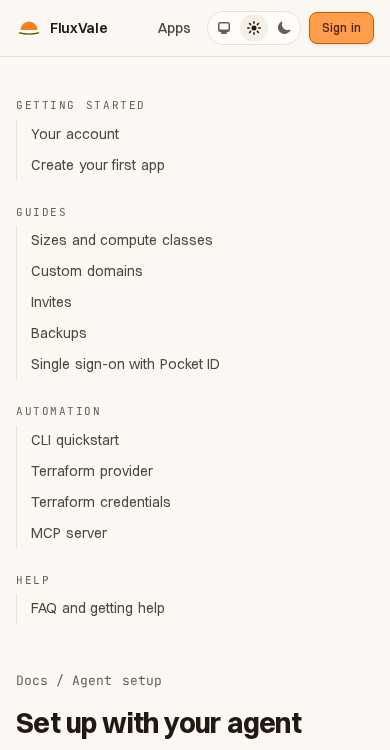 FluxVale
Apps
Sign in
GETTING STARTED
Your account
Create your first app
GUIDES
Sizes and compute classes
Custom domains
Invites
Backups
Single sign-on with Pocket ID
AUTOMATION
CLI quickstart
Terraform provider
Terraform credentials
MCP server
HELP
FAQ and getting help
Docs / Agent setup
Set up with your agent